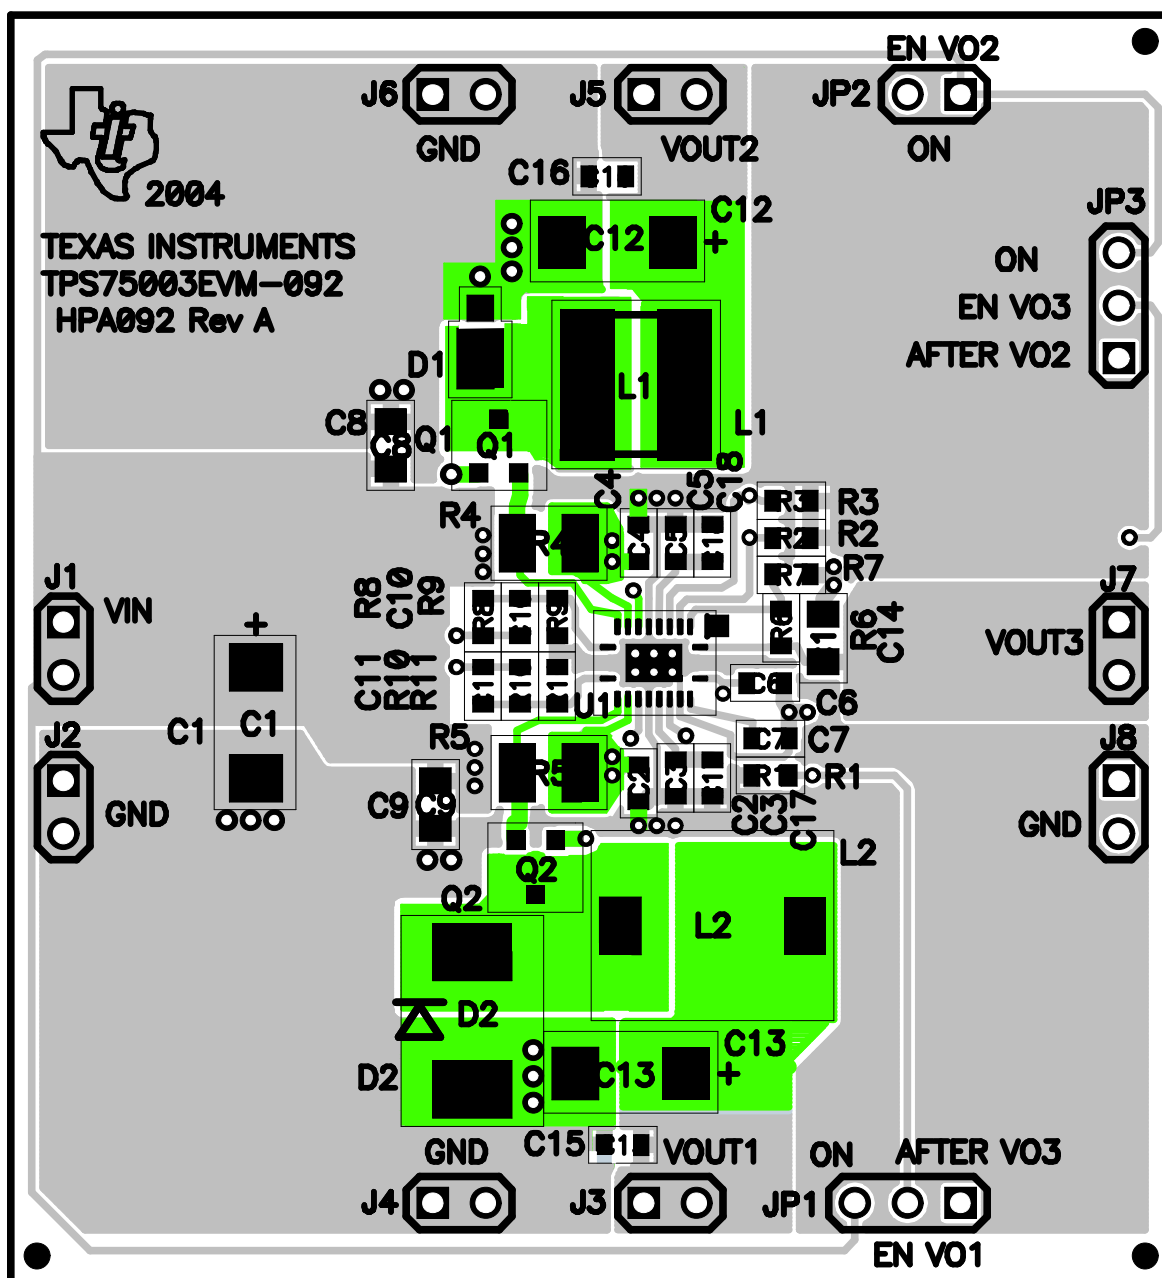 EN VO2
J6
J5
JP2
GND
VOUT2
ON
C16
C1
2004
JP3
C12
C12
TEXAS INSTRUMENTS
TPS75003EVM-092
HPA092 Rev A
ON
EN VO3
AFTER VO2
D1
L1
L1
C8
C8
Q1
Q1
C4
C5
C18
R3
R3
R4
R2
R2
R4
C4
C5
R7
R7
J1
VIN
R8
C10
R9
R8
R9
R6
R6
C14
J7
VOUT3
C11
R10
R11
C6
C6
U1
C1
C1
R5
C7
C7
J2
J8
R5
C2
C3
R1
R1
C9
C9
GND
C2
C3
C17
GND
L2
Q2
Q2
L2
D2
C13
D2
C13
GND
C15
VOUT1
ON
AFTER VO3
J4
J3
JP1
EN VO1